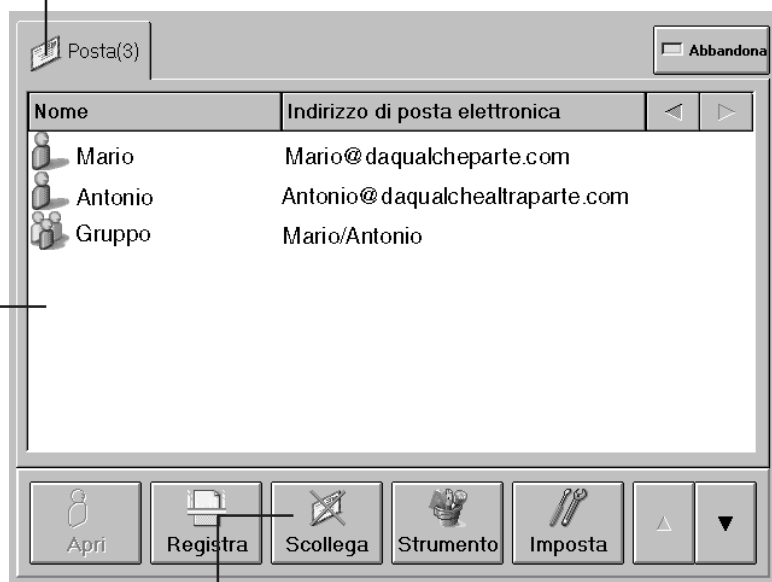 Posta(3)
Abbandona
Nome Indirizzo di posta elettronica
Mario Mario@daqualcheparte.com
Antonio Antonio@daqualchealtraparte.com
Gruppo Mario/Antonio
Apri Registra Scollega Strumento Imposta